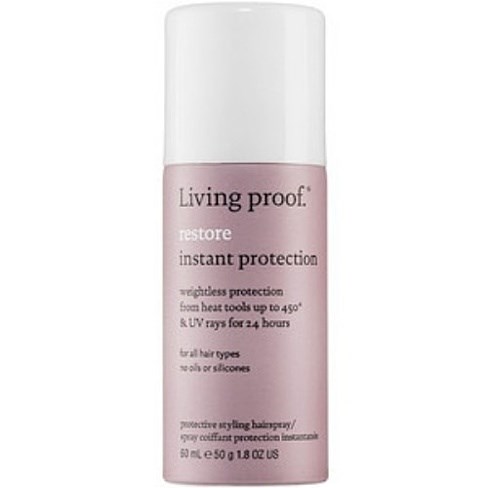 Living proof.®
restore
instant protection
weightless protection
from heat tools up to 450°
& UV rays for 24 hours
for all hair types
no oils or silicones
protective styling hairspray/
spray coiffant protection instantanée
60 mL e 50 g 1.8 OZ US